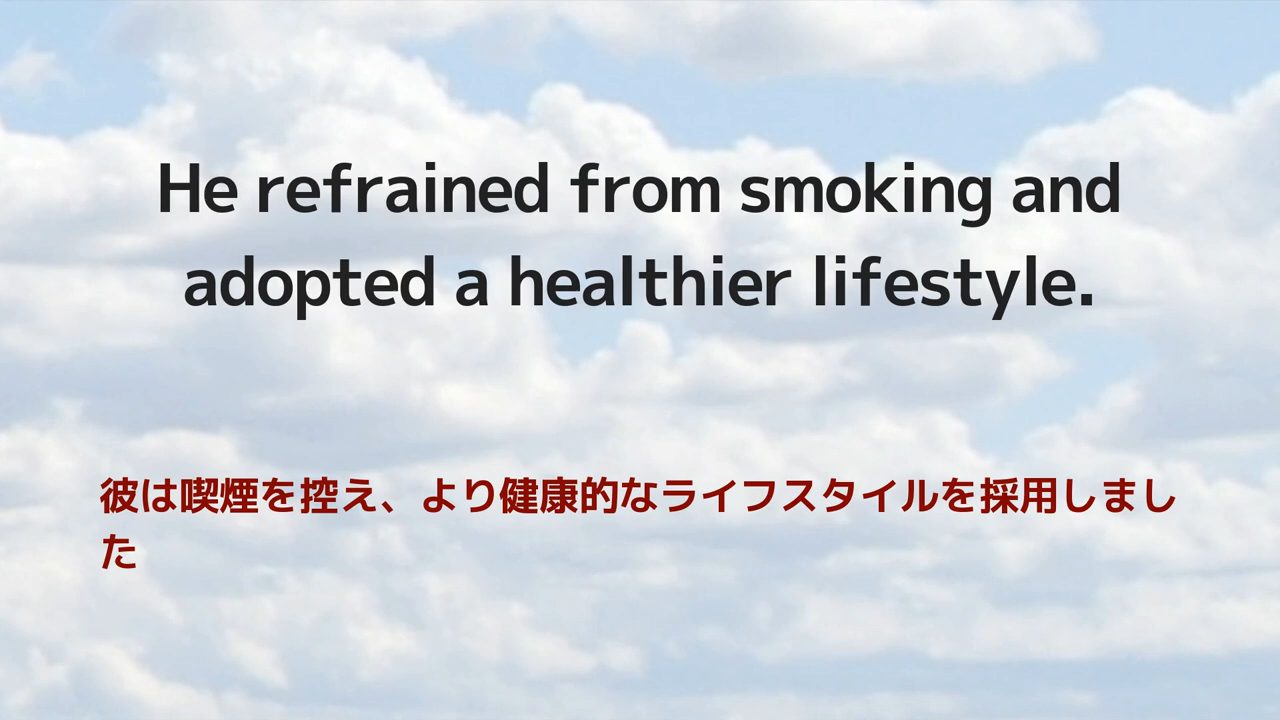 He refrained from smoking and
adopted a healthier lifestyle.
彼は喫煙を控え、より健康的なライフスタイルを採用しまし
た